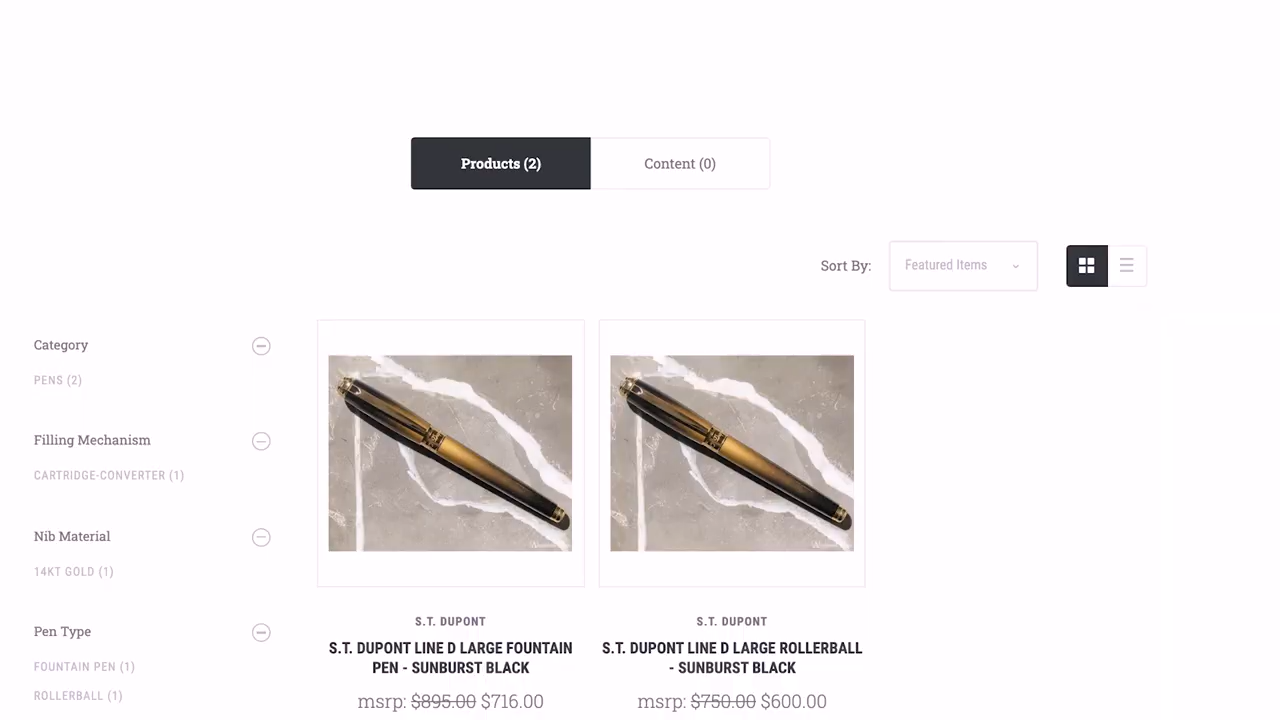 Products (2)
Content (0)
Sort By:
Featured Items
Category
PENS (2)
Filling Mechanism
CARTRIDGE-CONVERTER (1)
Nib Material
14KT GOLD (1)
Pen Type
FOUNTAIN PEN (1)
ROLLERBALL (1)
S.T. DUPONT
S.T. DUPONT LINE D LARGE FOUNTAIN
PEN - SUNBURST BLACK
msrp: $895.00 $716.00
S.T. DUPONT
S.T. DUPONT LINE D LARGE ROLLERBALL
- SUNBURST BLACK
msrp: $750.00 $600.00